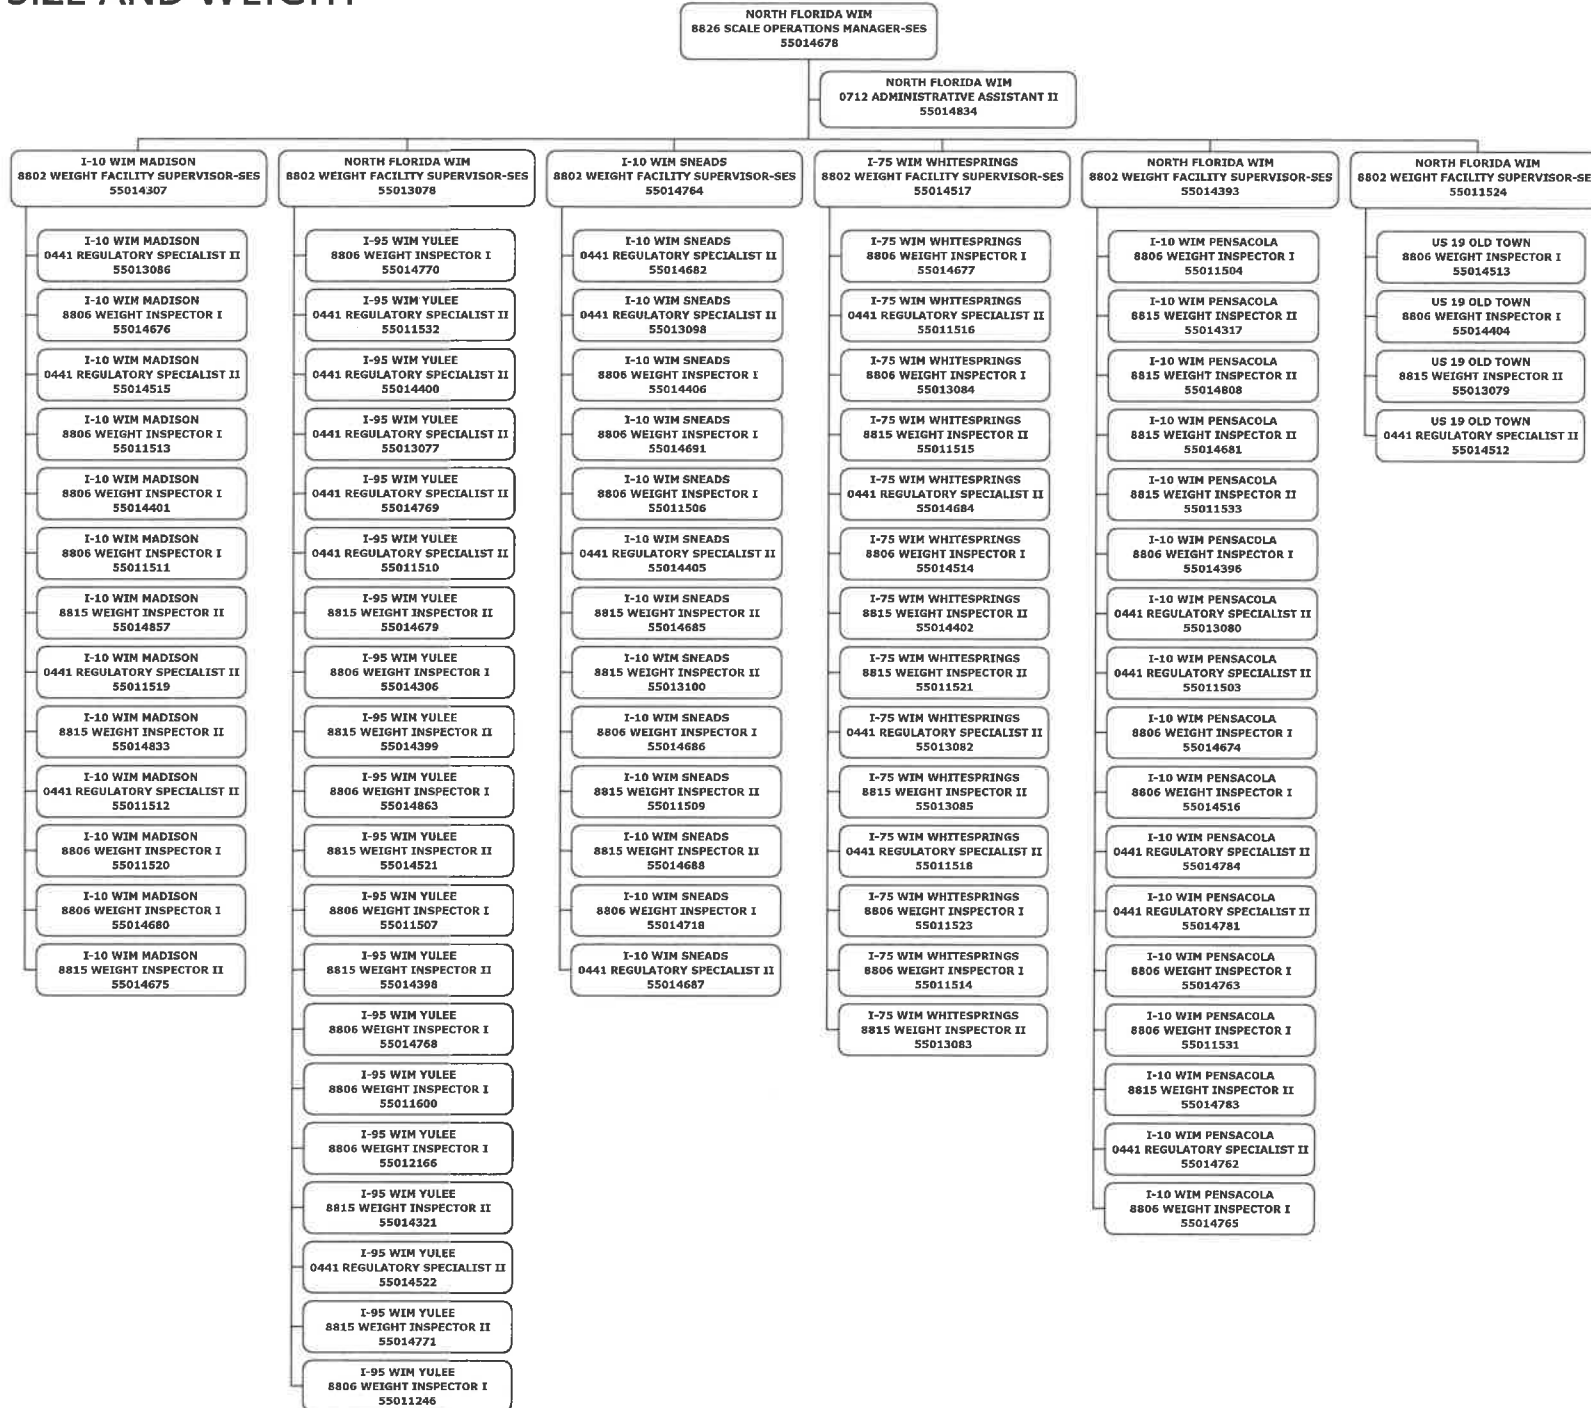 SIZE AND WEIGHT
NORTH FLORIDA WIM
8826 SCALE OPERATIONS MANAGER-SES
55014678
NORTH FLORIDA WIM
0712 ADMINISTRATIVE ASSISTANT II
55014834
I-10 WIM MADISON
8802 WEIGHT FACILITY SUPERVISOR-SES
55014307
I-10 WIM MADISON
0441 REGULATORY SPECIALIST II
55013086
I-10 WIM MADISON
8806 WEIGHT INSPECTOR I
55014676
I-10 WIM MADISON
0441 REGULATORY SPECIALIST II
55014515
I-10 WIM MADISON
8806 WEIGHT INSPECTOR I
55011513
I-10 WIM MADISON
8806 WEIGHT INSPECTOR I
55014401
I-10 WIM MADISON
8806 WEIGHT INSPECTOR I
55011511
I-10 WIM MADISON
8815 WEIGHT INSPECTOR II
55014857
I-10 WIM MADISON
0441 REGULATORY SPECIALIST II
55011519
I-10 WIM MADISON
8815 WEIGHT INSPECTOR II
55014833
I-10 WIM MADISON
0441 REGULATORY SPECIALIST II
55011512
I-10 WIM MADISON
8806 WEIGHT INSPECTOR I
55011520
I-10 WIM MADISON
8806 WEIGHT INSPECTOR I
55014680
I-10 WIM MADISON
8815 WEIGHT INSPECTOR II
55014675
NORTH FLORIDA WIM
8802 WEIGHT FACILITY SUPERVISOR-SES
55013078
I-95 WIM YULEE
8806 WEIGHT INSPECTOR I
55014770
I-95 WIM YULEE
0441 REGULATORY SPECIALIST II
55011532
I-95 WIM YULEE
0441 REGULATORY SPECIALIST II
55014400
I-95 WIM YULEE
0441 REGULATORY SPECIALIST II
55013077
I-95 WIM YULEE
0441 REGULATORY SPECIALIST II
55014769
I-95 WIM YULEE
0441 REGULATORY SPECIALIST II
55011510
I-95 WIM YULEE
8815 WEIGHT INSPECTOR II
55014679
I-95 WIM YULEE
8806 WEIGHT INSPECTOR I
55014306
I-95 WIM YULEE
8815 WEIGHT INSPECTOR II
55014399
I-95 WIM YULEE
8806 WEIGHT INSPECTOR I
55014863
I-95 WIM YULEE
8815 WEIGHT INSPECTOR II
55014521
I-95 WIM YULEE
8806 WEIGHT INSPECTOR I
55011507
I-95 WIM YULEE
8815 WEIGHT INSPECTOR II
55014398
I-95 WIM YULEE
8806 WEIGHT INSPECTOR I
55014768
I-95 WIM YULEE
8806 WEIGHT INSPECTOR I
55011600
I-95 WIM YULEE
8806 WEIGHT INSPECTOR I
55012166
I-95 WIM YULEE
8815 WEIGHT INSPECTOR II
55014321
I-95 WIM YULEE
0441 REGULATORY SPECIALIST II
55014522
I-95 WIM YULEE
8815 WEIGHT INSPECTOR II
55014771
I-95 WIM YULEE
8806 WEIGHT INSPECTOR I
55011246
I-10 WIM SNEADS
8802 WEIGHT FACILITY SUPERVISOR-SES
55014764
I-10 WIM SNEADS
0441 REGULATORY SPECIALIST II
55014682
I-10 WIM SNEADS
0441 REGULATORY SPECIALIST II
55013098
I-10 WIM SNEADS
8806 WEIGHT INSPECTOR I
55014406
I-10 WIM SNEADS
8806 WEIGHT INSPECTOR I
55014691
I-10 WIM SNEADS
8806 WEIGHT INSPECTOR I
55011506
I-10 WIM SNEADS
0441 REGULATORY SPECIALIST II
55014405
I-10 WIM SNEADS
8815 WEIGHT INSPECTOR II
55014685
I-10 WIM SNEADS
8815 WEIGHT INSPECTOR II
55013100
I-10 WIM SNEADS
8806 WEIGHT INSPECTOR I
55014686
I-10 WIM SNEADS
8815 WEIGHT INSPECTOR II
55011509
I-10 WIM SNEADS
8815 WEIGHT INSPECTOR II
55014688
I-10 WIM SNEADS
8806 WEIGHT INSPECTOR I
55014718
I-10 WIM SNEADS
0441 REGULATORY SPECIALIST II
55014687
I-75 WIM WHITESPRINGS
8802 WEIGHT FACILITY SUPERVISOR-SES
55014517
I-75 WIM WHITESPRINGS
8806 WEIGHT INSPECTOR I
55014677
I-75 WIM WHITESPRINGS
0441 REGULATORY SPECIALIST II
55011516
I-75 WIM WHITESPRINGS
8806 WEIGHT INSPECTOR I
55013084
I-75 WIM WHITESPRINGS
8815 WEIGHT INSPECTOR II
55011515
I-75 WIM WHITESPRINGS
0441 REGULATORY SPECIALIST II
55014684
I-75 WIM WHITESPRINGS
8806 WEIGHT INSPECTOR I
55014514
I-75 WIM WHITESPRINGS
8815 WEIGHT INSPECTOR II
55014402
I-75 WIM WHITESPRINGS
8815 WEIGHT INSPECTOR II
55011521
I-75 WIM WHITESPRINGS
0441 REGULATORY SPECIALIST II
55013082
I-75 WIM WHITESPRINGS
8815 WEIGHT INSPECTOR II
55013085
I-75 WIM WHITESPRINGS
0441 REGULATORY SPECIALIST II
55011518
I-75 WIM WHITESPRINGS
8806 WEIGHT INSPECTOR I
55011523
I-75 WIM WHITESPRINGS
8806 WEIGHT INSPECTOR I
55011514
I-75 WIM WHITESPRINGS
8815 WEIGHT INSPECTOR II
55013083
NORTH FLORIDA WIM
8802 WEIGHT FACILITY SUPERVISOR-SES
55014393
I-10 WIM PENSACOLA
8806 WEIGHT INSPECTOR I
55011504
I-10 WIM PENSACOLA
8815 WEIGHT INSPECTOR II
55014317
I-10 WIM PENSACOLA
8815 WEIGHT INSPECTOR II
55014808
I-10 WIM PENSACOLA
8815 WEIGHT INSPECTOR II
55014681
I-10 WIM PENSACOLA
8815 WEIGHT INSPECTOR II
55011533
I-10 WIM PENSACOLA
8806 WEIGHT INSPECTOR I
55014396
I-10 WIM PENSACOLA
0441 REGULATORY SPECIALIST II
55013080
I-10 WIM PENSACOLA
0441 REGULATORY SPECIALIST II
55011503
I-10 WIM PENSACOLA
8806 WEIGHT INSPECTOR I
55014674
I-10 WIM PENSACOLA
8806 WEIGHT INSPECTOR I
55014516
I-10 WIM PENSACOLA
0441 REGULATORY SPECIALIST II
55014784
I-10 WIM PENSACOLA
0441 REGULATORY SPECIALIST II
55014781
I-10 WIM PENSACOLA
8806 WEIGHT INSPECTOR I
55014763
I-10 WIM PENSACOLA
8806 WEIGHT INSPECTOR I
55011531
I-10 WIM PENSACOLA
8815 WEIGHT INSPECTOR II
55014783
I-10 WIM PENSACOLA
0441 REGULATORY SPECIALIST II
55014762
I-10 WIM PENSACOLA
8806 WEIGHT INSPECTOR I
55014765
NORTH FLORIDA WIM
8802 WEIGHT FACILITY SUPERVISOR-SE
55011524
US 19 OLD TOWN
8806 WEIGHT INSPECTOR I
55014513
US 19 OLD TOWN
8806 WEIGHT INSPECTOR I
55014404
US 19 OLD TOWN
8815 WEIGHT INSPECTOR II
55013079
US 19 OLD TOWN
0441 REGULATORY SPECIALIST II
55014512